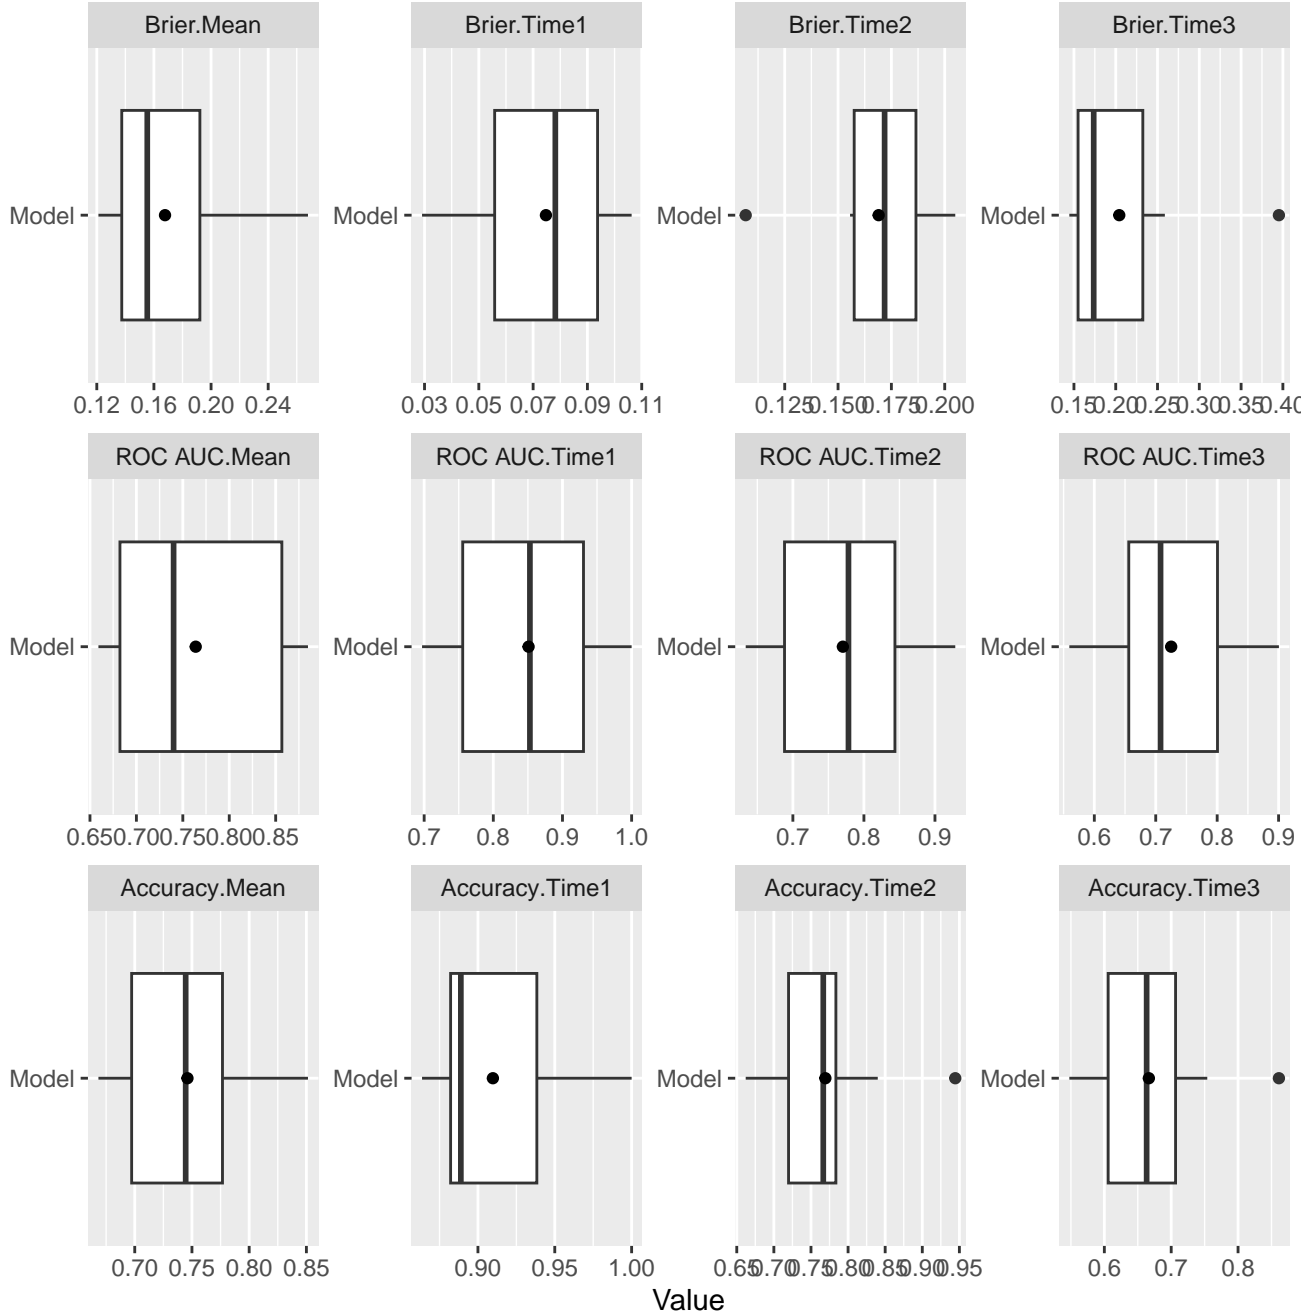 Brier.Mean Brier.Time1 Brier.Time2 Brier.Time3
Model Model Model Model
0.12 0.16 0.20 0.24 0.03 0.05 0.07 0.09 0.11 0.125 0.150 0.175 0.200 0.15 0.20 0.25 0.30 0.35 0.40
ROC AUC.Mean ROC AUC.Time1 ROC AUC.Time2 ROC AUC.Time3
Model Model Model Model
0.65 0.70 0.75 0.80 0.85 0.7 0.8 0.9 1.0 0.7 0.8 0.9 0.6 0.7 0.8 0.9
Accuracy.Mean Accuracy.Time1 Accuracy.Time2 Accuracy.Time3
Model Model Model Model
0.70 0.75 0.80 0.85 0.90 0.95 1.00 0.65 0.70 0.75 0.80 0.85 0.90 0.95 0.6 0.7 0.8
Value